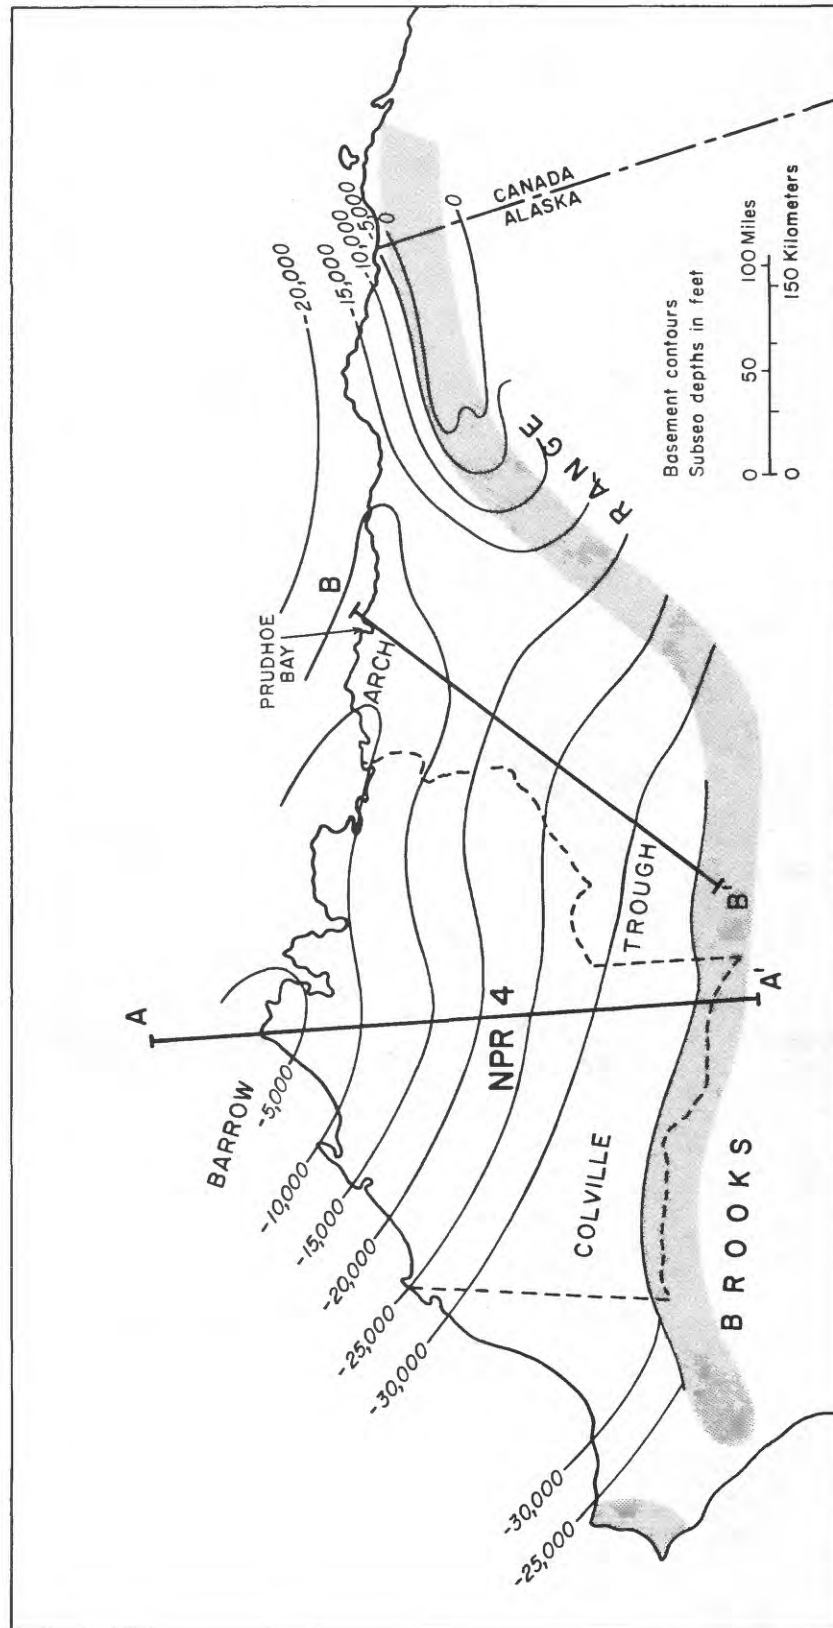 A
BARROW
-5,000
-10,000
-15,000
-20,000
-25,000
-30,000
-30,000
-25,000
PRUDHOE
BAY
B
ARCH
-20,000
-15,000
-10,000
-5,000
0
0
CANADA
ALASKA
NPR 4
COLVILLE
TROUGH
B'
A'
BROOKS
RANGE
Basement contours
Subsea depths in feet
0 50 100 Miles
0 150 Kilometers